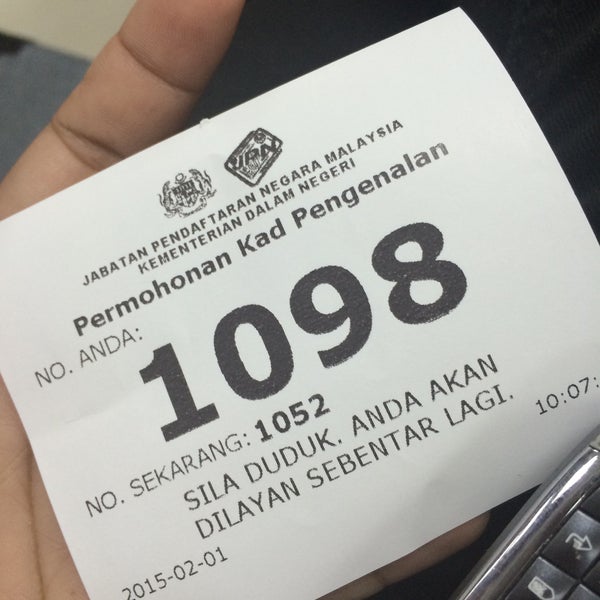 JPN
JABATAN PENDAFTARAN NEGARA MALAYSIA
KEMENTERIAN DALAM NEGERI
Permohonan Kad Pengenalan
NO. ANDA:
1098
NO. SEKARANG: 1052
SILA DUDUK. ANDA AKAN
DILAYAN SEBENTAR LAGI.
2015-02-01 10:07: